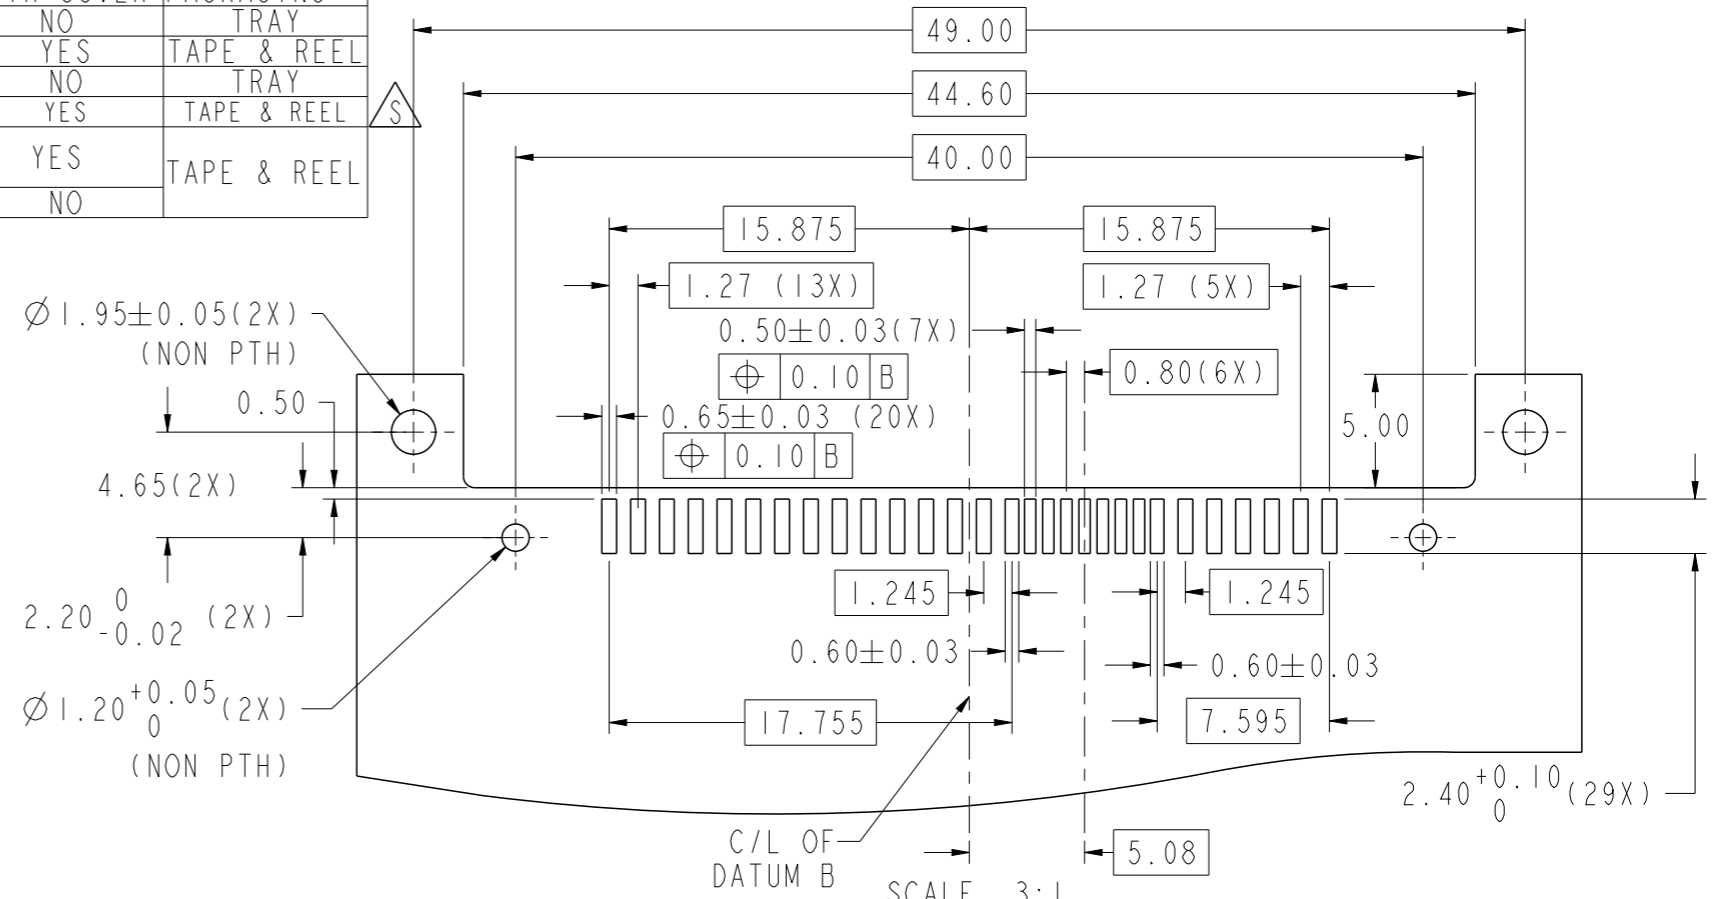 NO TRAY
YES TAPE & REEL
NO TRAY
YES TAPE & REEL
S
YES TAPE & REEL
NO
49.00
44.60
40.00
15.875 15.875
1.27 (13X) 1.27 (5X)
Ø1.95±0.05(2X)
(NON PTH)
0.50±0.03(7X)
⌖ 0.10 B
0.80(6X)
0.50
0.65±0.03 (20X)
⌖ 0.10 B
5.00
4.65(2X)
2.20 0 -0.02 (2X)
1.245 1.245
0.60±0.03 0.60±0.03
Ø1.20 +0.05 0 (2X)
(NON PTH)
17.755 7.595
2.40 +0.10 0 (29X)
C/L OF
DATUM B
5.08
SCALE 3:1